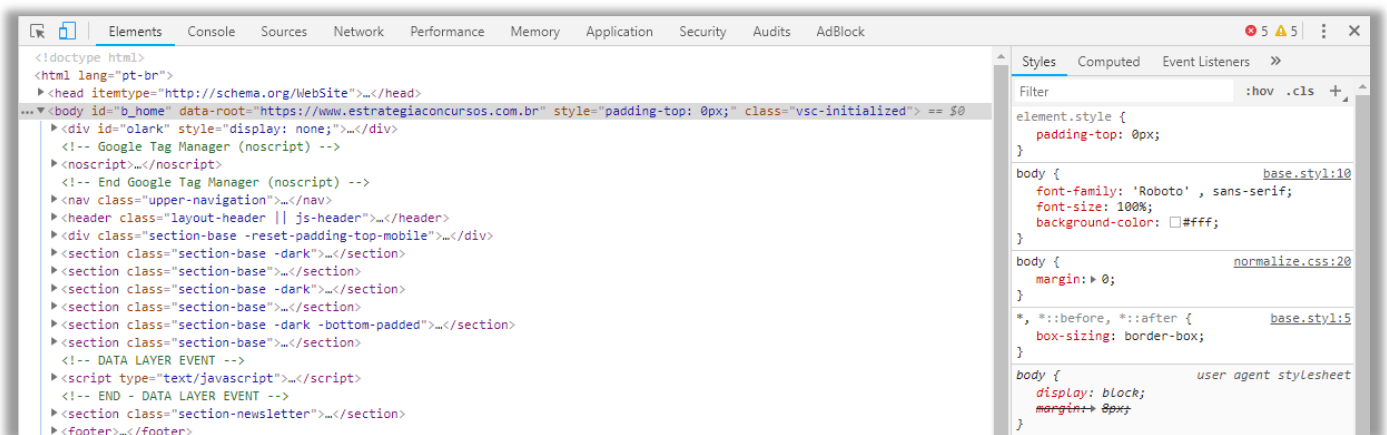 Elements Console Sources Network Performance Memory Application Security Audits AdBlock 5 5
<!doctype html>
<html lang="pt-br">
<head itemtype="http://schema.org/WebSite">…</head>
<body id="b_home" data-root="https://www.estrategiaconcursos.com.br" style="padding-top: 0px;" class="vsc-initialized"> == $0
<div id="olark" style="display: none;">…</div>
<!-- Google Tag Manager (noscript) -->
<noscript>…</noscript>
<!-- End Google Tag Manager (noscript) -->
<nav class="upper-navigation">…</nav>
<header class="layout-header || js-header">…</header>
<div class="section-base -reset-padding-top-mobile">…</div>
<section class="section-base -dark">…</section>
<section class="section-base">…</section>
<section class="section-base -dark">…</section>
<section class="section-base">…</section>
<section class="section-base -dark -bottom-padded">…</section>
<section class="section-base">…</section>
<!-- DATA LAYER EVENT -->
<script type="text/javascript">…</script>
<!-- END - DATA LAYER EVENT -->
<section class="section-newsletter">…</section>
<footer>…</footer>
Styles Computed Event Listeners »
Filter :hov .cls +
element.style {
padding-top: 0px;
}
body { base.styl:10
font-family: 'Roboto' , sans-serif;
font-size: 100%;
background-color: #fff;
}
body { normalize.css:20
margin: 0;
}
*, *::before, *::after { base.styl:5
box-sizing: border-box;
}
body { user agent stylesheet
display: block;
margin: 8px;
}